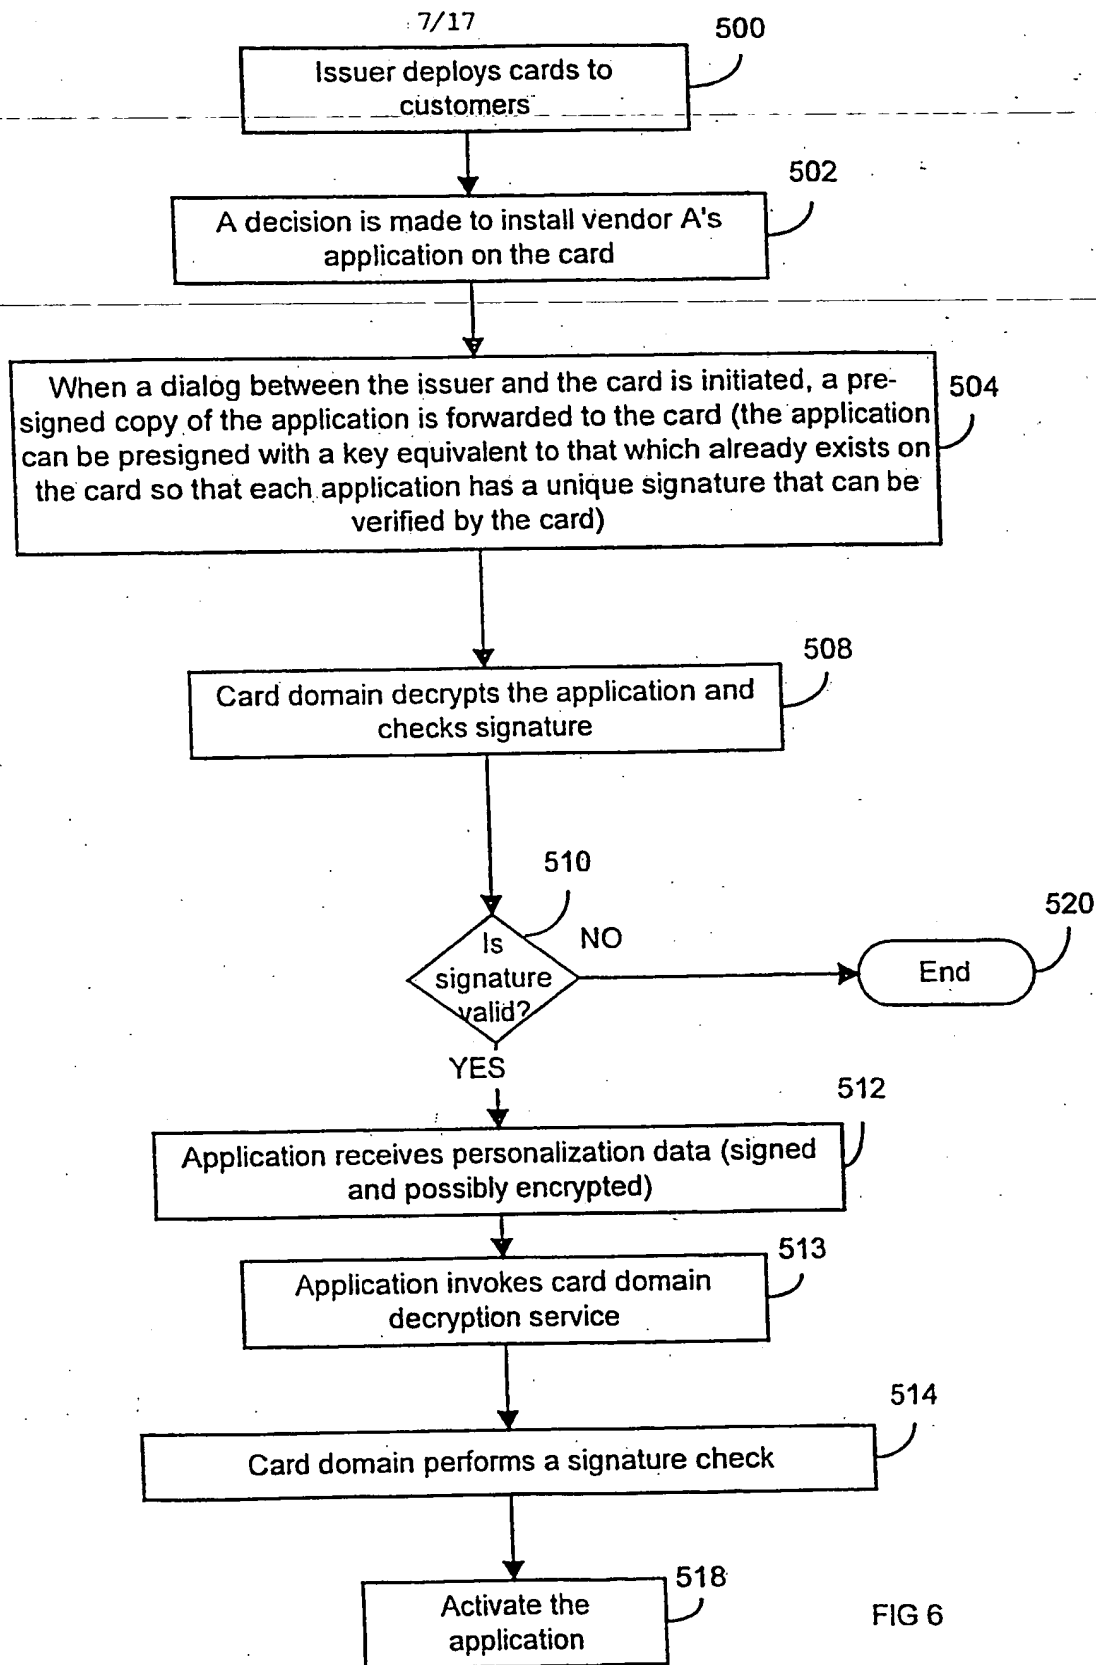 7/17
500
Issuer deploys cards to
customers
502
A decision is made to install vendor A's
application on the card
504
When a dialog between the issuer and the card is initiated, a pre-
signed copy of the application is forwarded to the card (the application
can be presigned with a key equivalent to that which already exists on
the card so that each application has a unique signature that can be
verified by the card)
508
Card domain decrypts the application and
checks signature
510
Is
signature
valid?
NO
520
End
YES
512
Application receives personalization data (signed
and possibly encrypted)
513
Application invokes card domain
decryption service
514
Card domain performs a signature check
518
Activate the
application
FIG 6